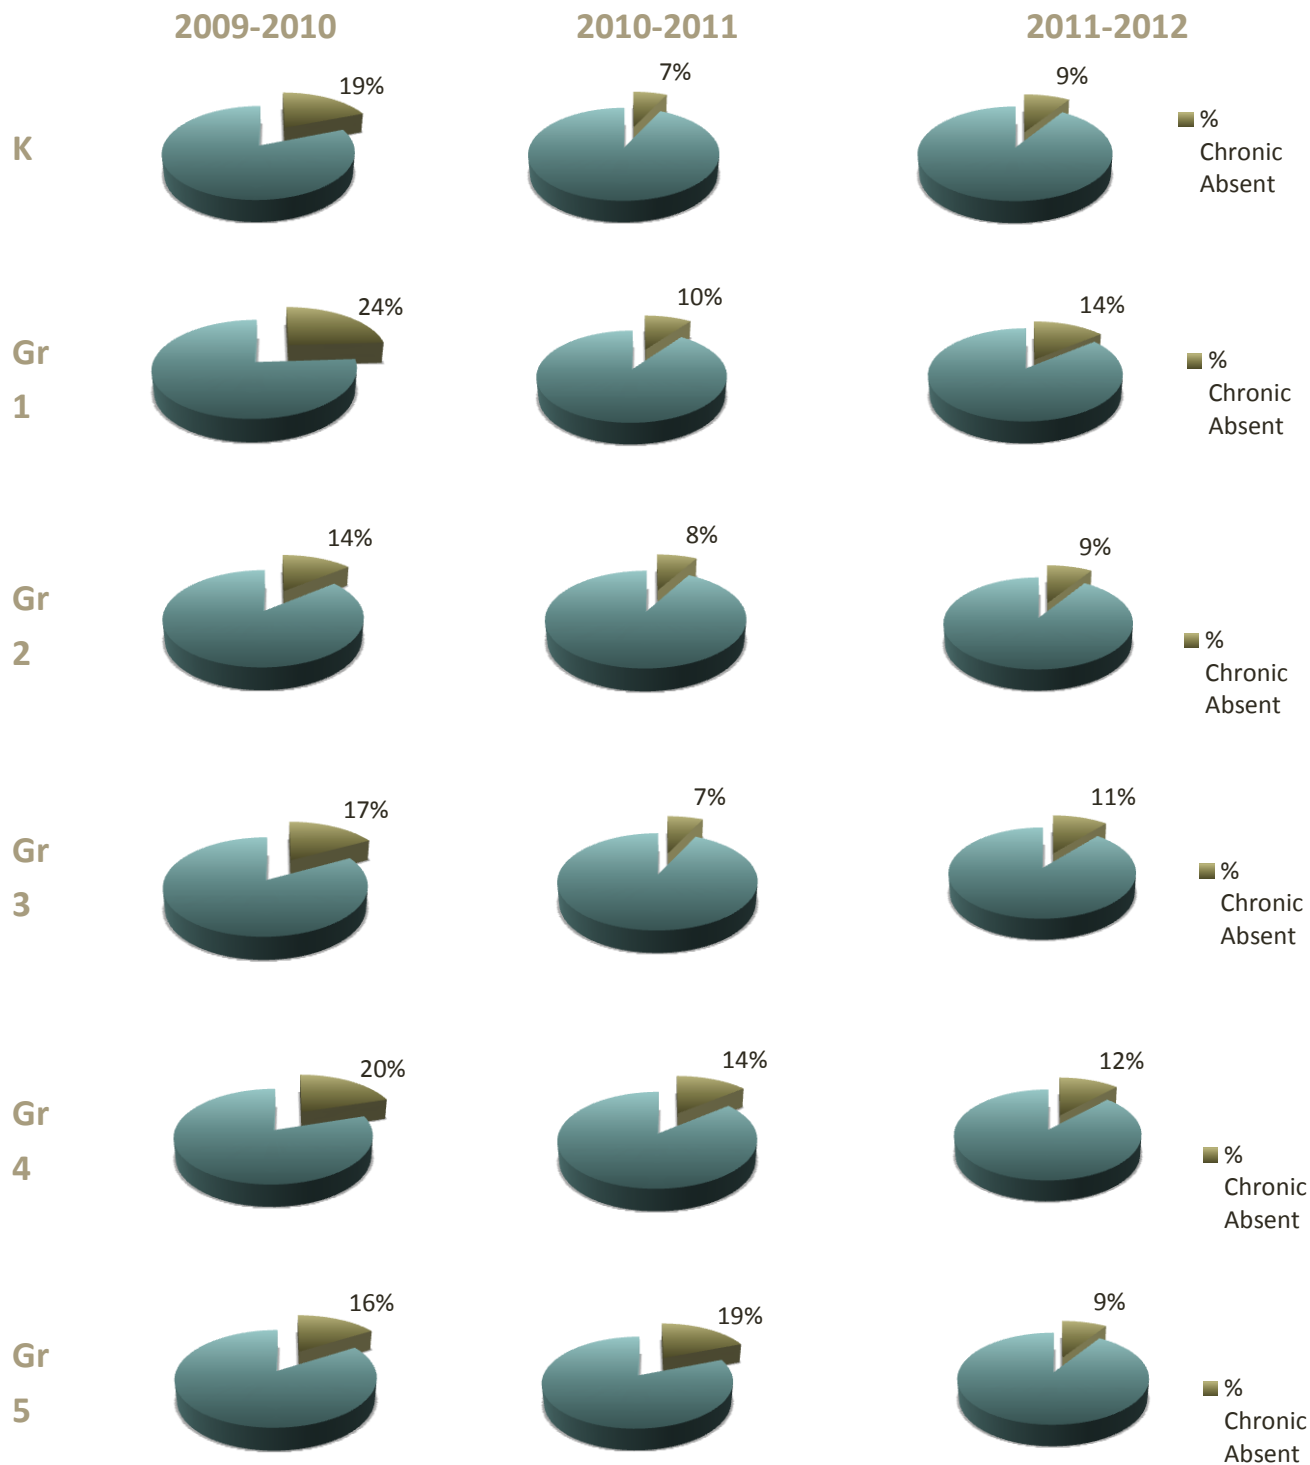 2009-2010 2010-2011 2011-2012
K
19%
7%
9%
%
Chronic
Absent
Gr
1
24%
10%
14%
%
Chronic
Absent
Gr
2
14%
8%
9%
%
Chronic
Absent
Gr
3
17%
7%
11%
%
Chronic
Absent
Gr
4
20%
14%
12%
%
Chronic
Absent
Gr
5
16%
19%
9%
%
Chronic
Absent